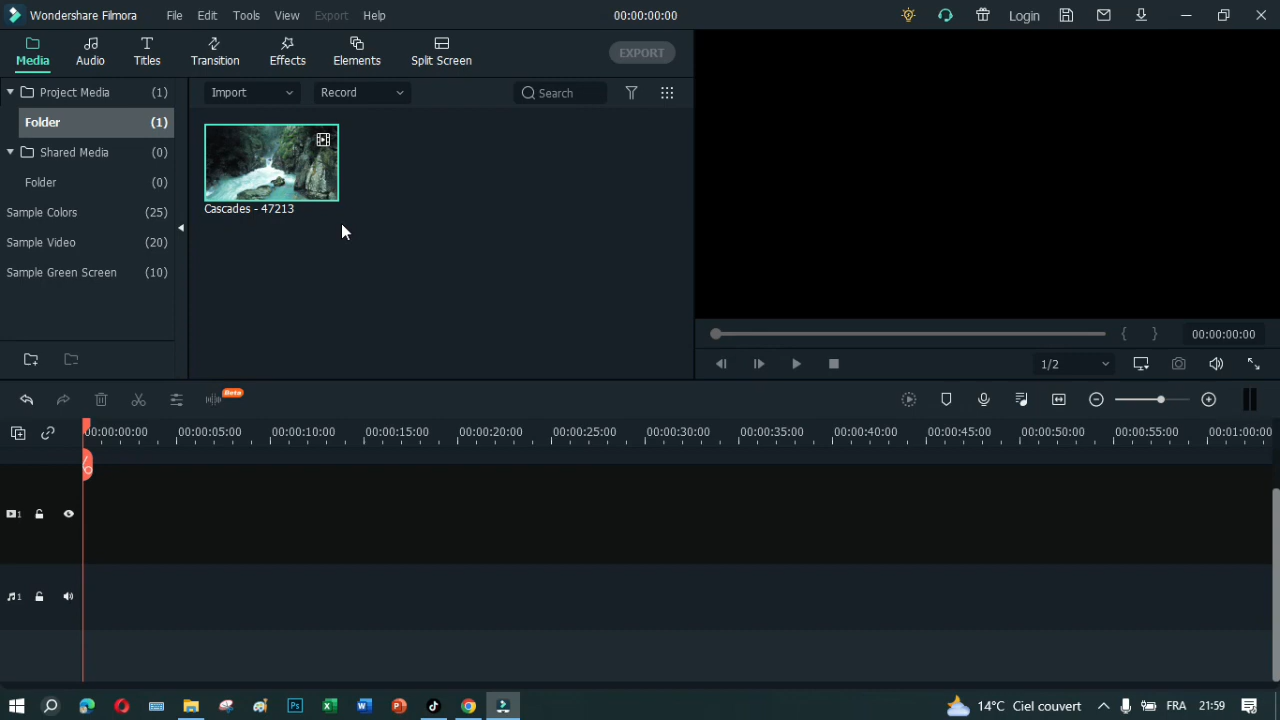 Wondershare Filmora File Edit Tools View Export Help 00:00:00:00 Login
Media Audio Titles Transition Effects Elements Split Screen EXPORT
Project Media (1) Import Record Search
Folder (1)
Shared Media (0)
Folder (0)
Sample Colors (25)
Sample Video (20)
Sample Green Screen (10)
Cascades - 47213
{ } 00:00:00:00
1/2
Beta
00:00:00:00 00:00:05:00 00:00:10:00 00:00:15:00 00:00:20:00 00:00:25:00 00:00:30:00 00:00:35:00 00:00:40:00 00:00:45:00 00:00:50:00 00:00:55:00 00:01:00:00
1
1
Ps X W P 14°C Ciel couvert FRA 21:59